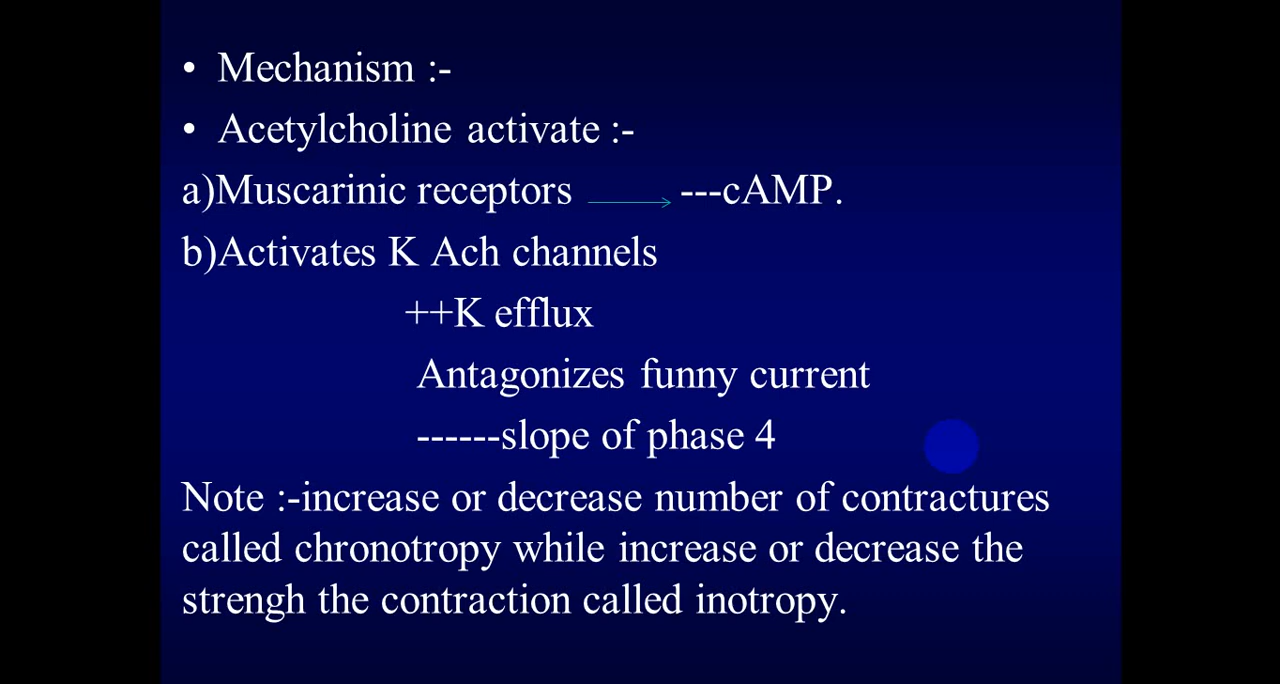 • Mechanism :-
• Acetylcholine activate :-
a)Muscarinic receptors ---cAMP.
b)Activates K Ach channels
++K efflux
Antagonizes funny current
------slope of phase 4
Note :-increase or decrease number of contractures
called chronotropy while increase or decrease the
strengh the contraction called inotropy.